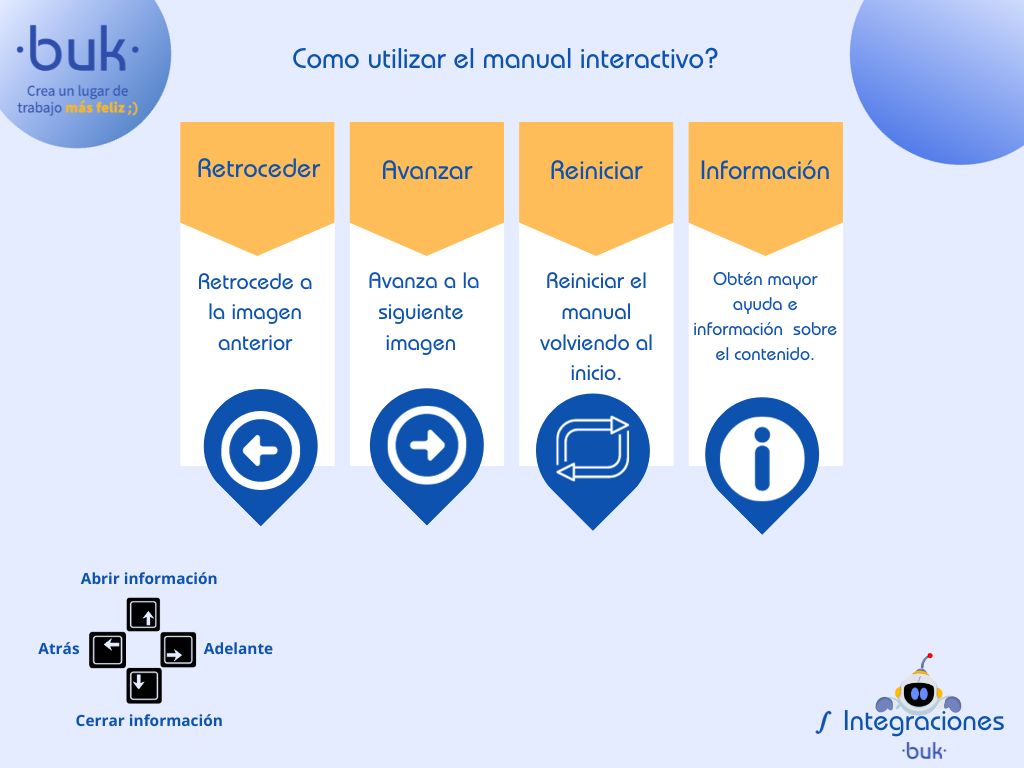 ·buk·
Crea un lugar de
trabajo más feliz ;)
Como utilizar el manual interactivo?
Retroceder
Retrocede a
la imagen
anterior
Avanzar
Avanza a la
siguiente
imagen
Reiniciar
Reiniciar el
manual
volviendo al
inicio.
Información
Obtén mayor
ayuda e
información sobre
el contenido.
Abrir información
Atrás
Adelante
Cerrar información
∫ Integraciones
·buk·